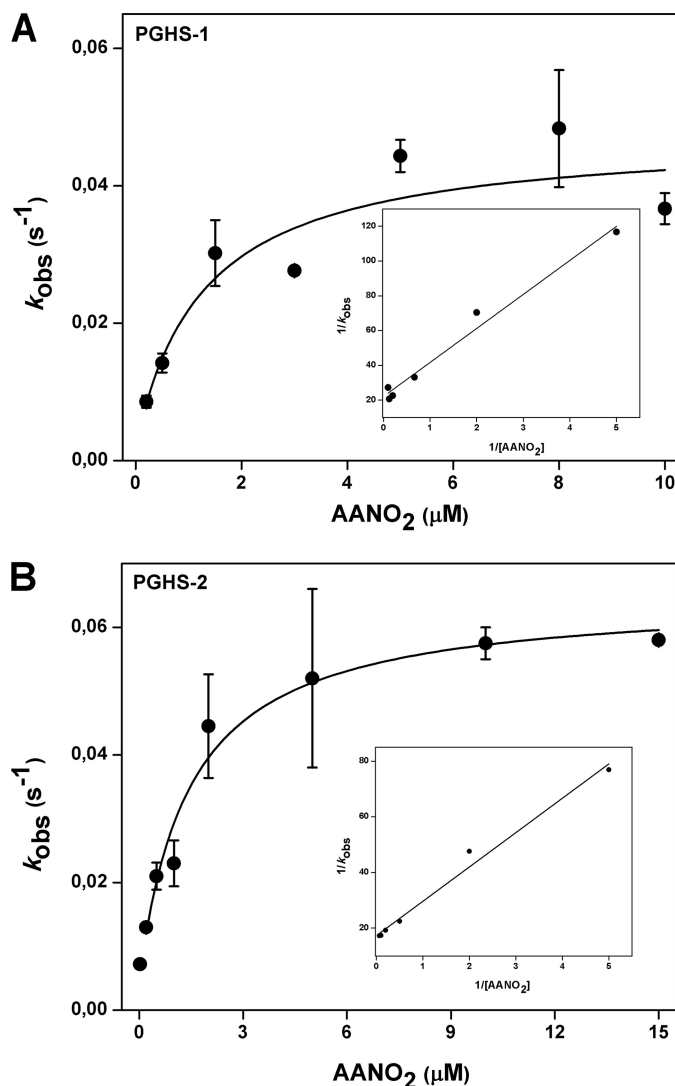 A
PGHS-1
0,06
0,04
0,02
0,00
kobs (s⁻¹)
0 2 4 6 8 10
AANO₂ (μM)
120
100
80
60
40
20
1/kobs
0 1 2 3 4 5
1/[AANO₂]
B
PGHS-2
0,06
0,04
0,02
0,00
kobs (s⁻¹)
0 3 6 9 12 15
AANO₂ (μM)
80
60
40
20
1/kobs
0 1 2 3 4 5
1/[AANO₂]